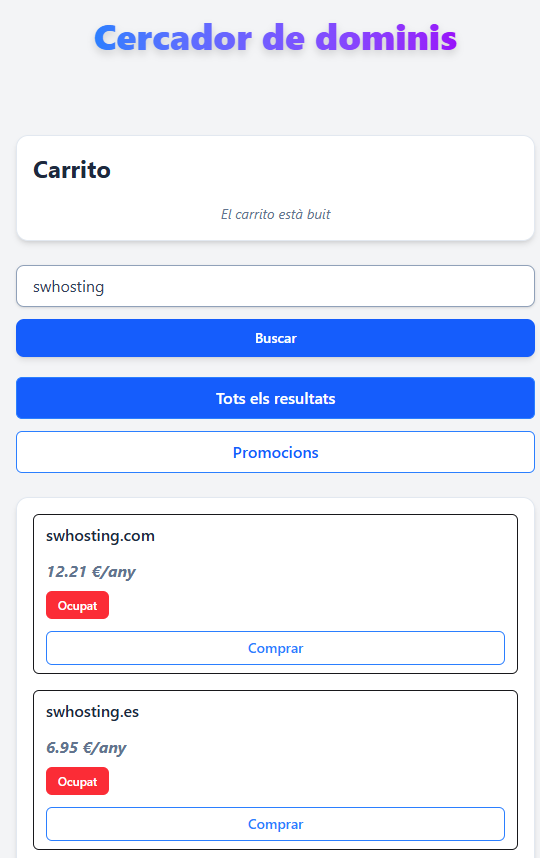 Cercador de dominis
Carrito
El carrito està buit
swhosting
Buscar
Tots els resultats
Promocions
swhosting.com
12.21 €/any
Ocupat
Comprar
swhosting.es
6.95 €/any
Ocupat
Comprar